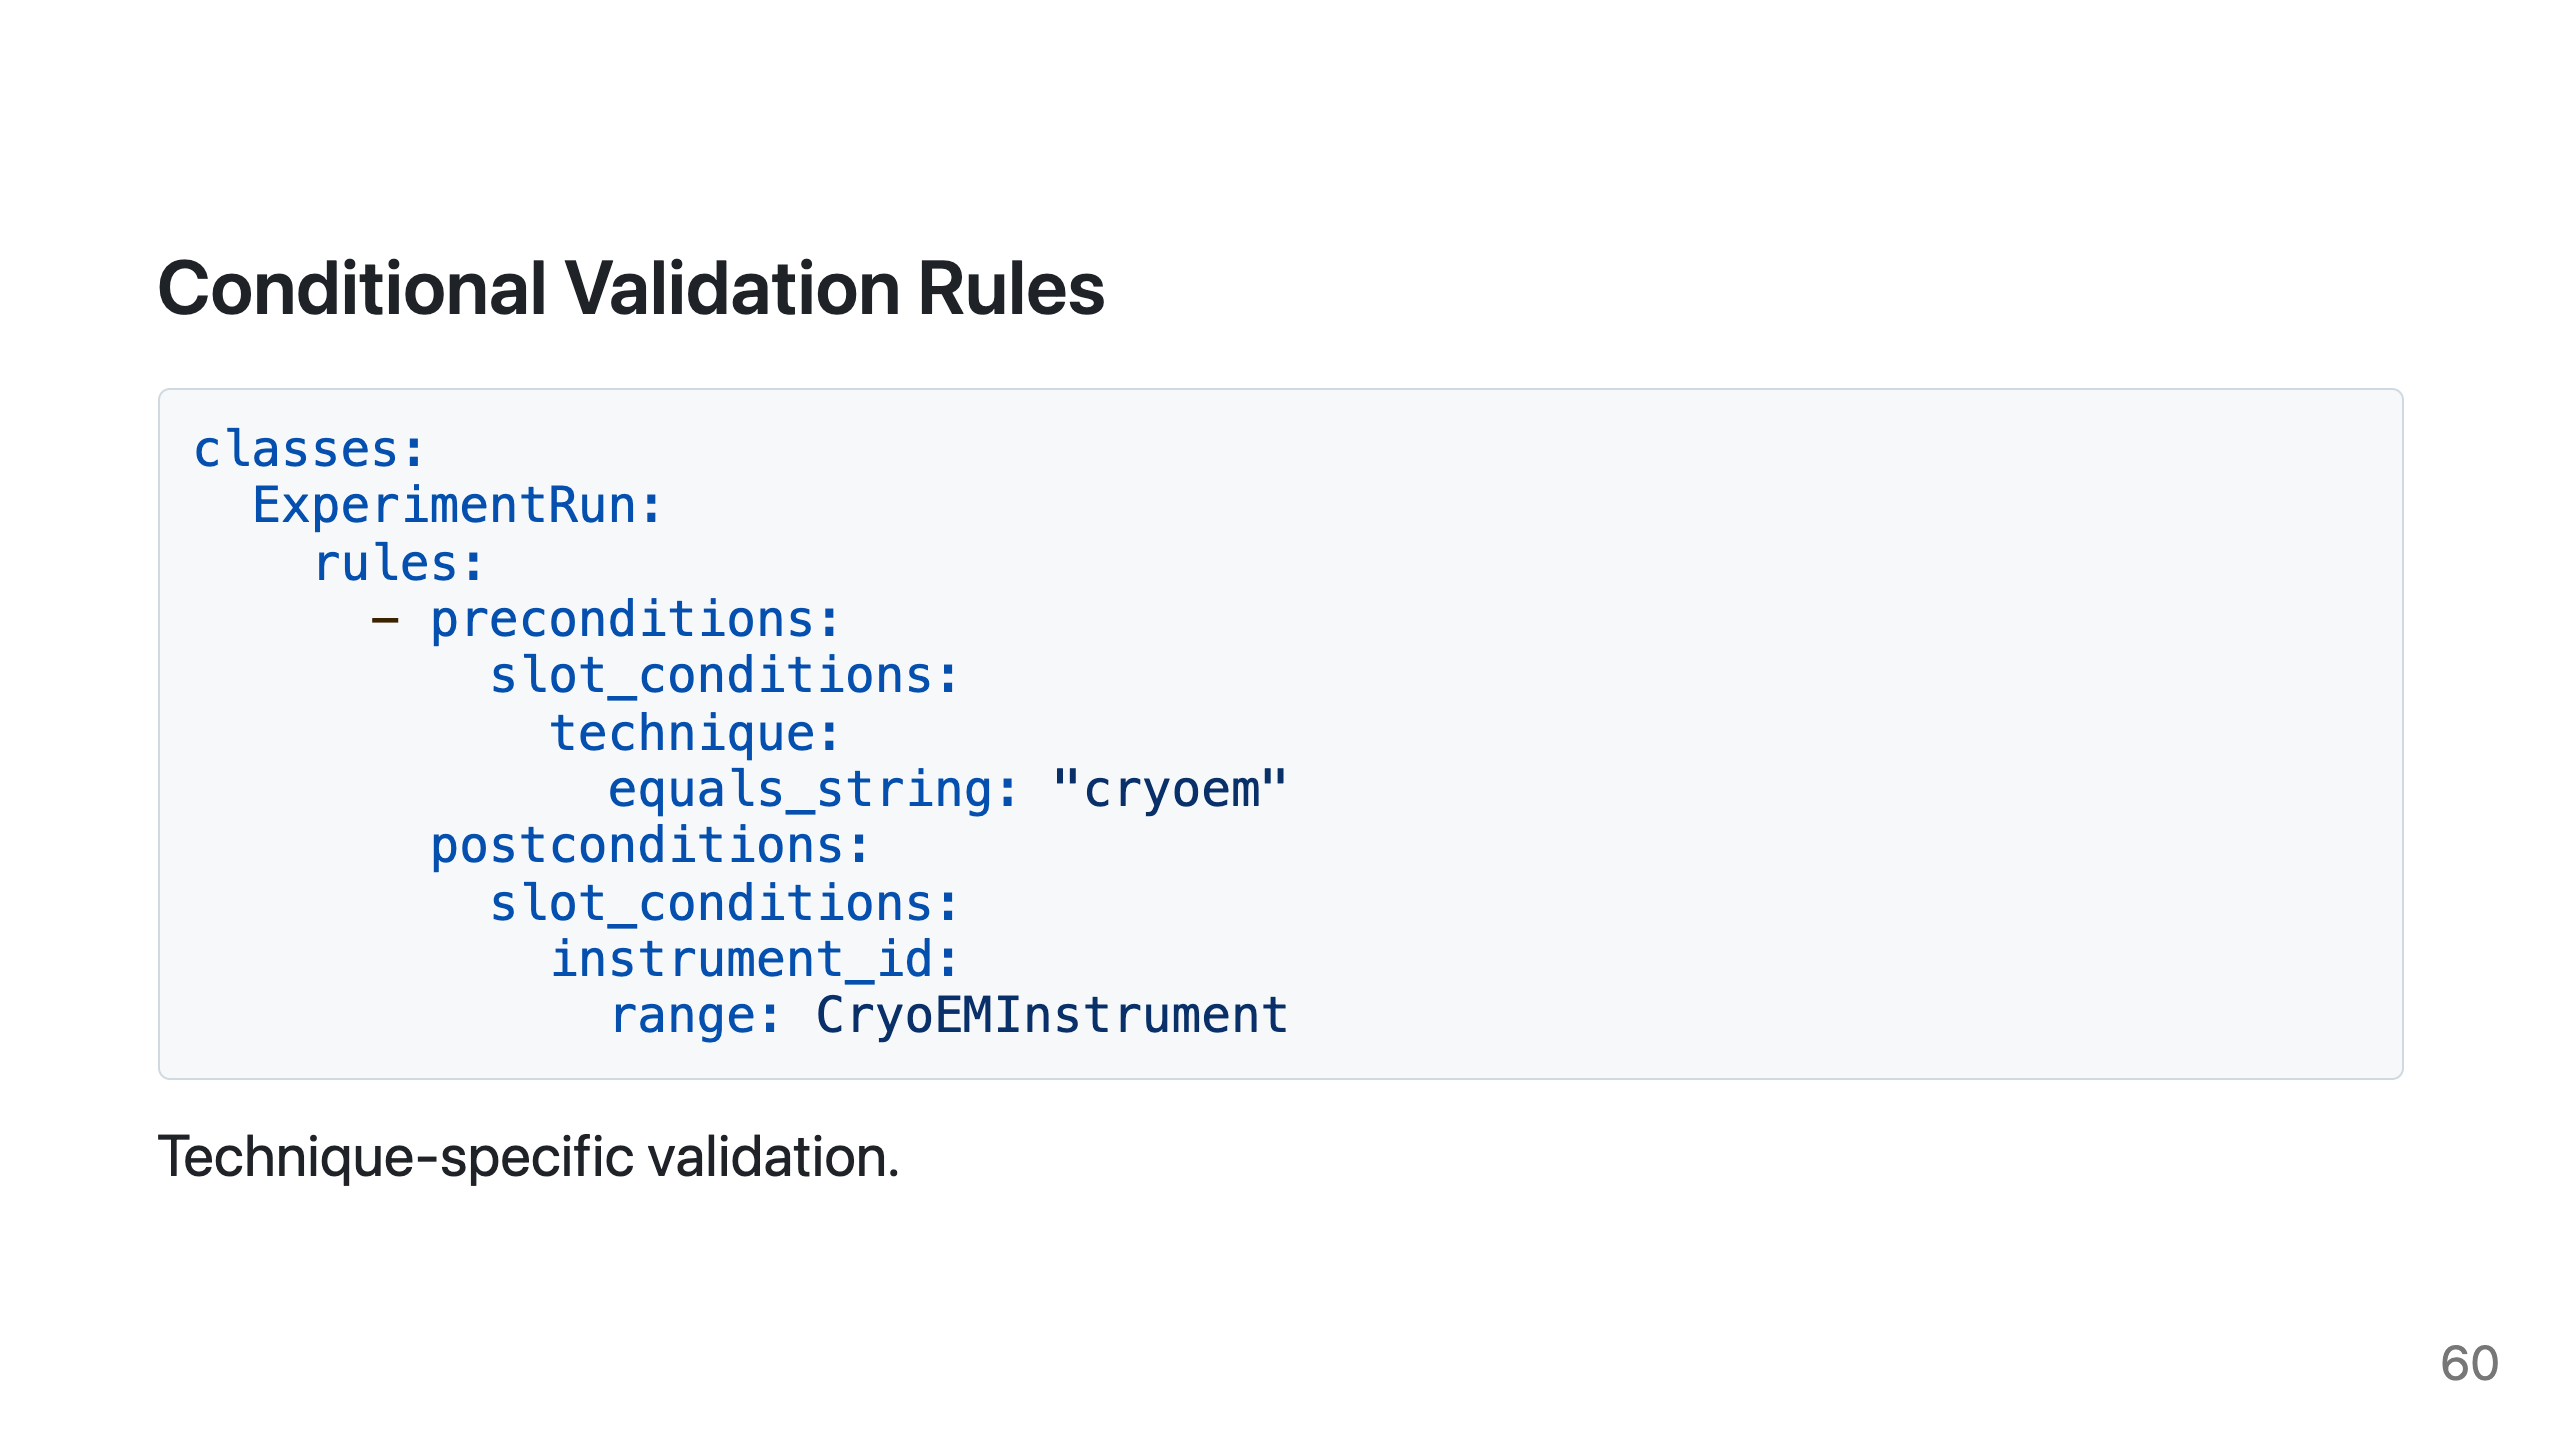 Conditional Validation Rules
classes:
  ExperimentRun:
    rules:
      - preconditions:
          slot_conditions:
            technique:
              equals_string: "cryoem"
        postconditions:
          slot_conditions:
            instrument_id:
              range: CryoEMInstrument
Technique-specific validation.
60